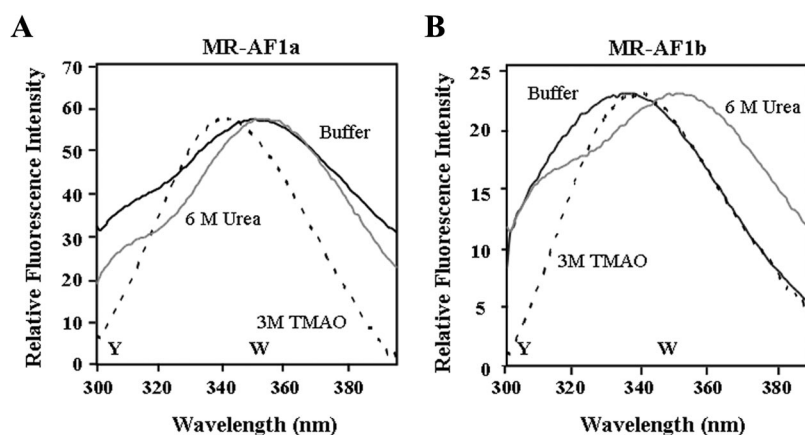 A
MR-AF1a
Relative Fluorescence Intensity
70
60
50
40
30
20
10
0
Buffer
6 M Urea
3M TMAO
Y
W
300 320 340 360 380
Wavelength (nm)
B
MR-AF1b
Relative Fluorescence Intensity
25
20
15
10
5
0
Buffer
6 M Urea
3M TMAO
Y
W
300 320 340 360 380
Wavelength (nm)